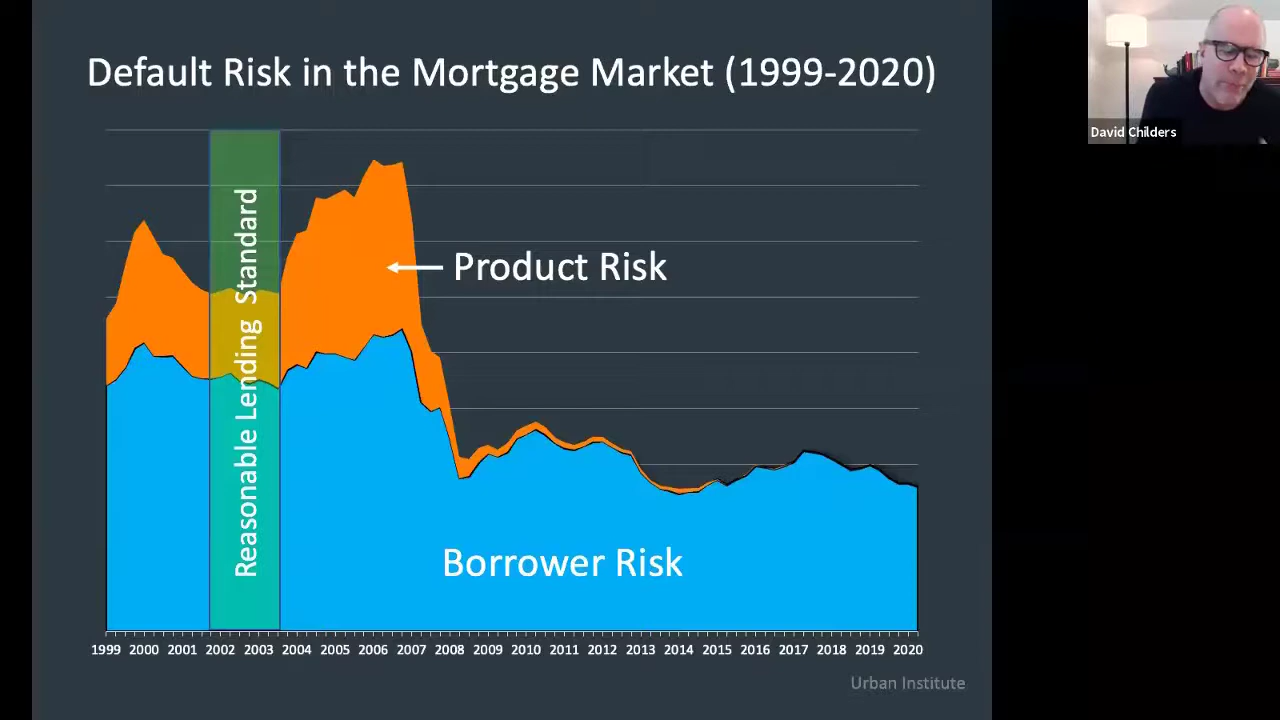 Default Risk in the Mortgage Market (1999-2020)
David Childers
Reasonable Lending Standard
Product Risk
Borrower Risk
1999 2000 2001 2002 2003 2004 2005 2006 2007 2008 2009 2010 2011 2012 2013 2014 2015 2016 2017 2018 2019 2020
Urban Institute